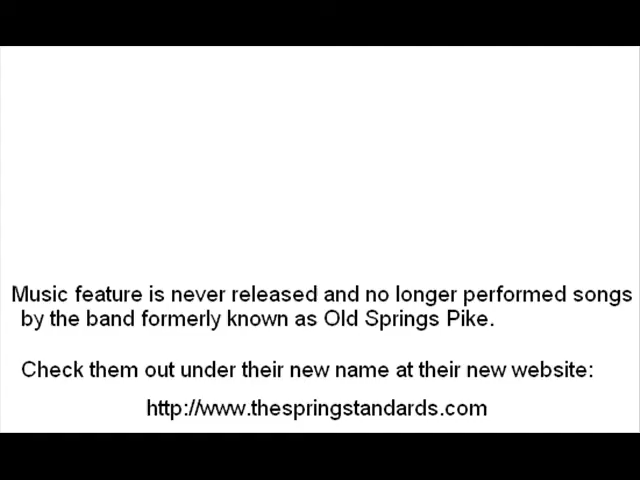 Music feature is never released and no longer performed songs
by the band formerly known as Old Springs Pike.
Check them out under their new name at their new website:
http://www.thespringstandards.com